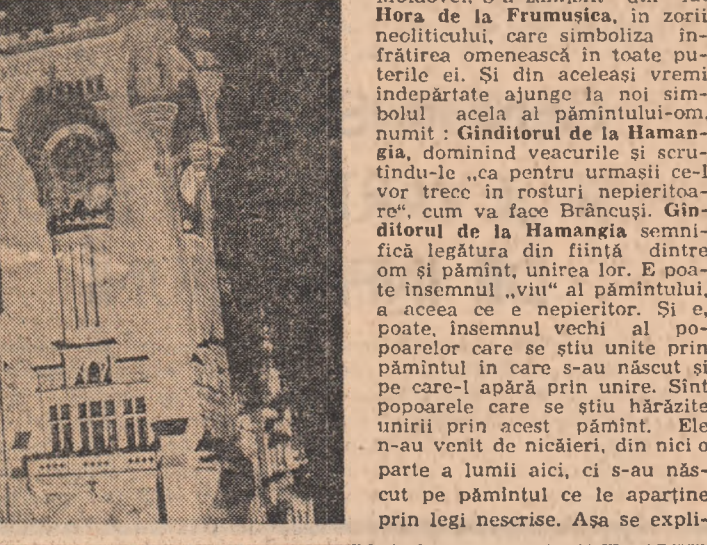 Hora de la Frumușica, in zorii
neoliticului, care simboliza în-
frățirea omenească în toate pu-
terile ei. Și din aceleași vremi
îndepărtate ajunge la noi sim-
bolul acela al pămîntului-om,
numit : Ginditorul de la Haman-
gia, dominind veacurile și scru-
tîndu-le „ca pentru urmașii ce-l
vor trece în rosturi nepieritoa-
re“, cum va face Brâncuși. Gîn-
ditorul de la Hamangia semni-
fică legătura din ființă dintre
om și pămînt, unirea lor. E poa-
te însemnul „viu“ al pămîntului,
a aceea ce e nepieritor. Și e,
poate, însemnul vechi al po-
poarelor care se știu unite prin
pămîntul în care s-au născut și
pe care-l apără prin unire. Sînt
popoarele care se știu hărăzite
unirii prin acest pămînt. Ele
n-au venit de nicăieri, din nici o
parte a lumii aici, ci s-au năs-
cut pe pămîntul ce le aparține
prin legi nescrise. Așa se expli-